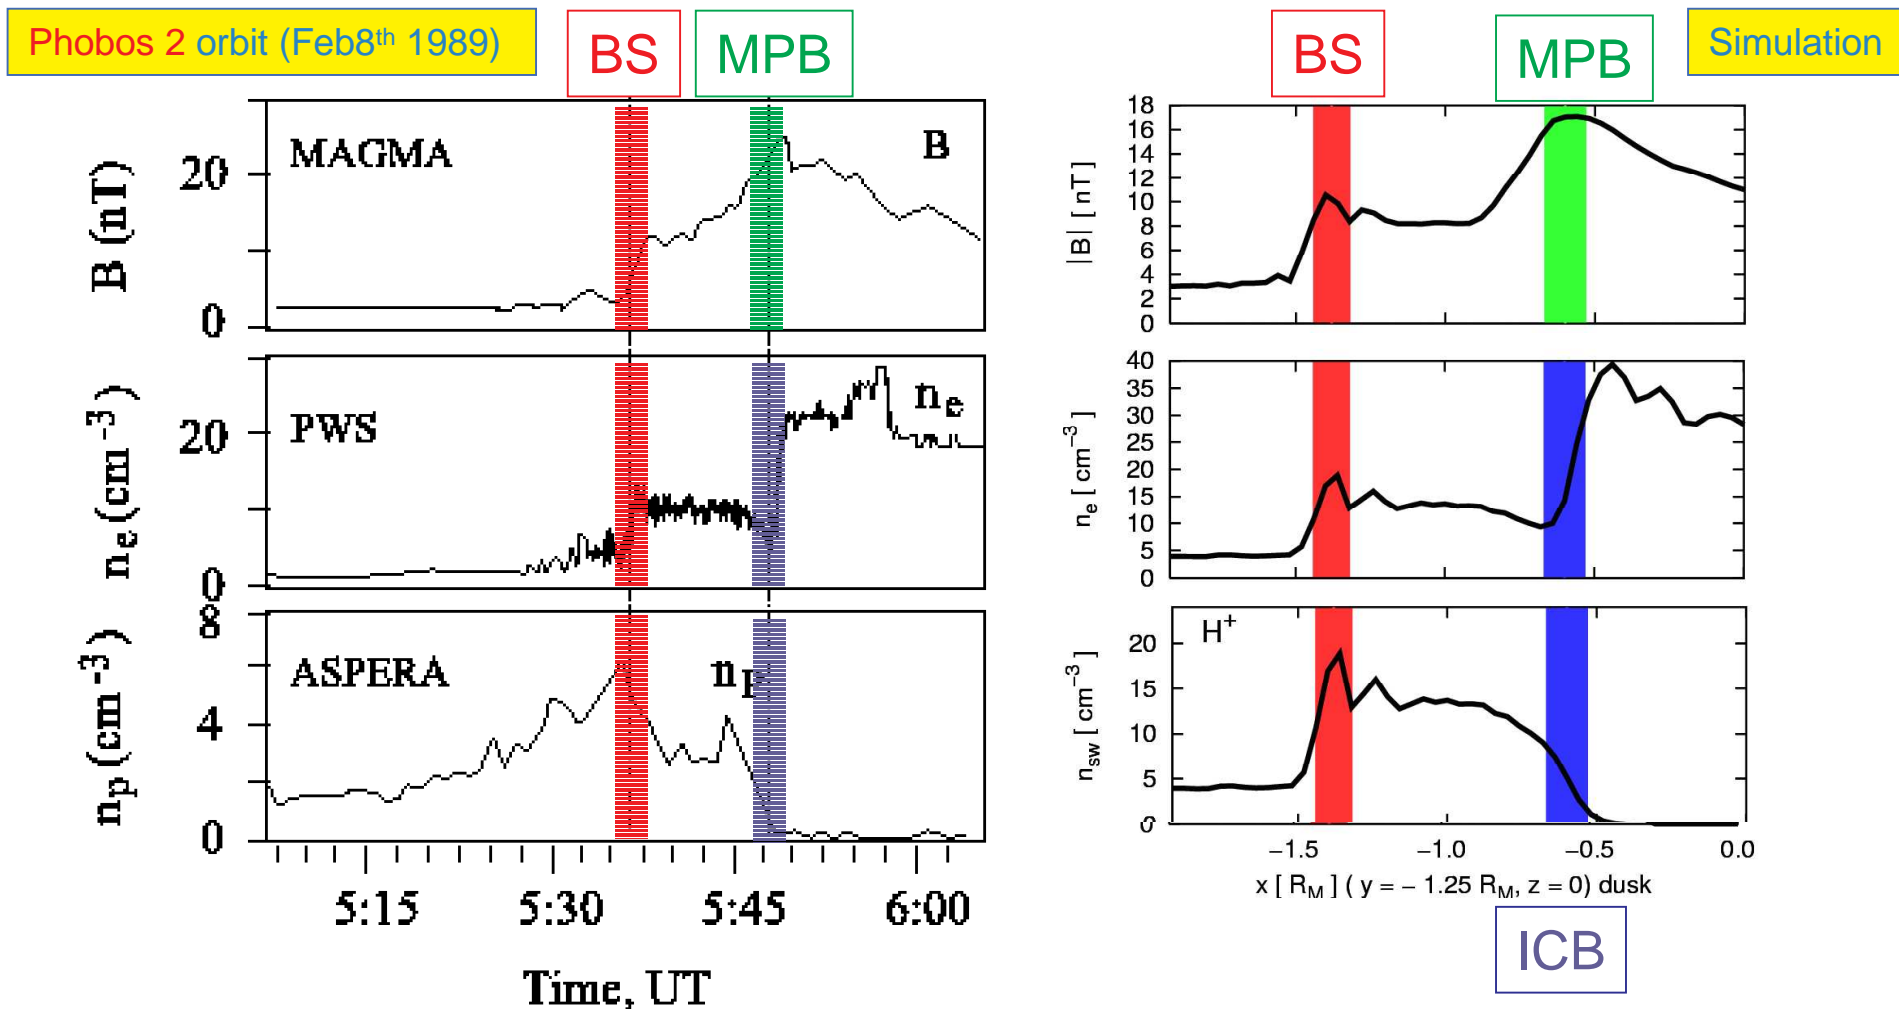 Phobos 2 orbit (Feb8th 1989)
BS
MPB
BS
MPB
Simulation
MAGMA
B
B (nT)
20
0
PWS
ne
ne(cm-3)
20
0
ASPERA
np(cm-3)
8
4
0
5:15
5:30
5:45
6:00
Time, UT
|B| [ nT]
18
16
14
12
10
8
6
4
2
0
ne [ cm−3 ]
40
35
30
25
20
15
10
5
0
H+
nsw [ cm−3 ]
20
15
10
5
0
−1.5
−1.0
−0.5
0.0
x [ RM ] ( y = − 1.25 RM, z = 0) dusk
ICB